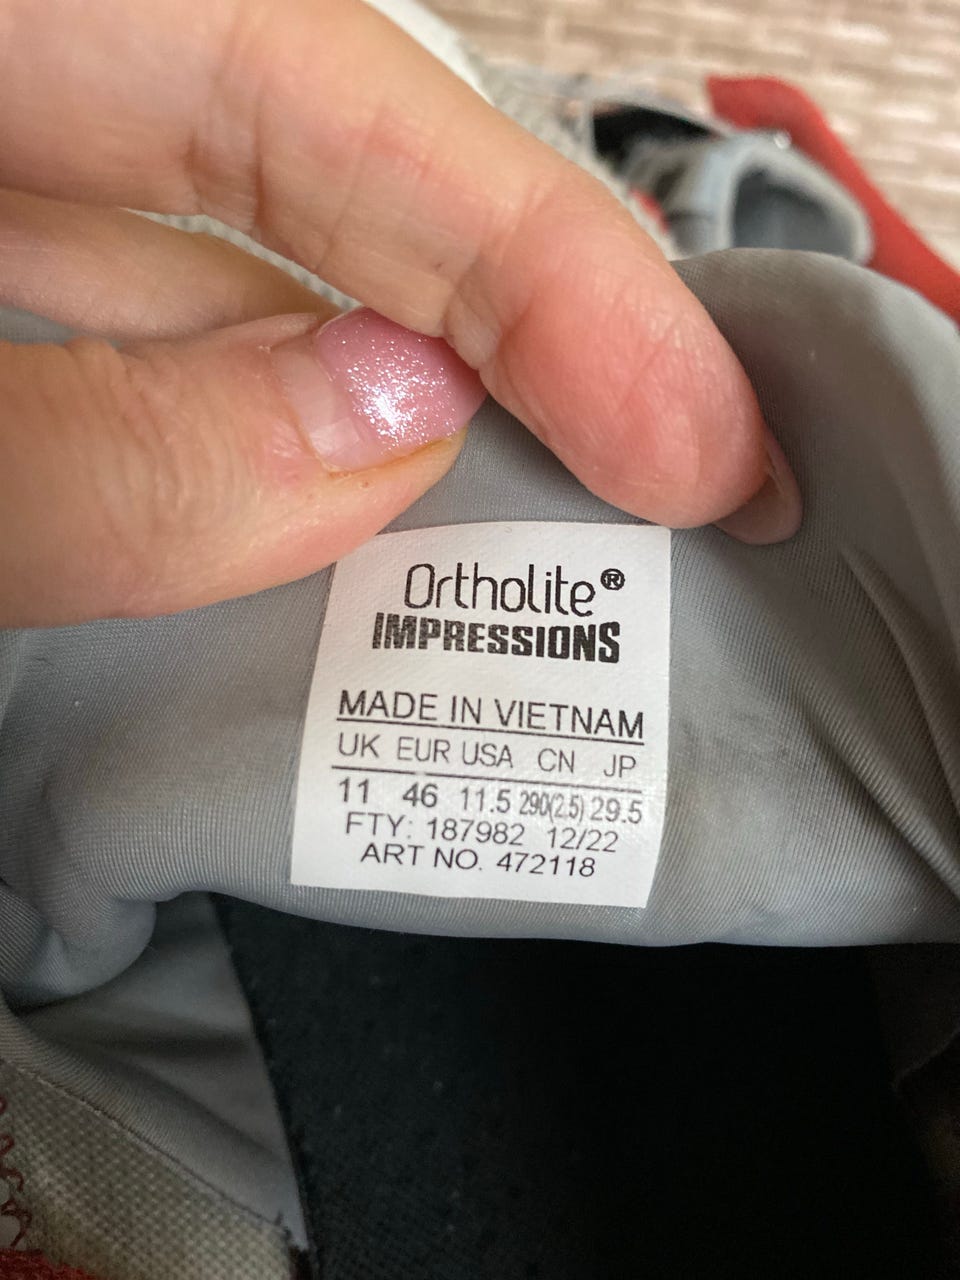 Ortholite®
IMPRESSIONS
MADE IN VIETNAM
UK EUR USA CN JP
11 46 11.5 290(2.5) 29.5
FTY: 187982 12/22
ART NO. 472118